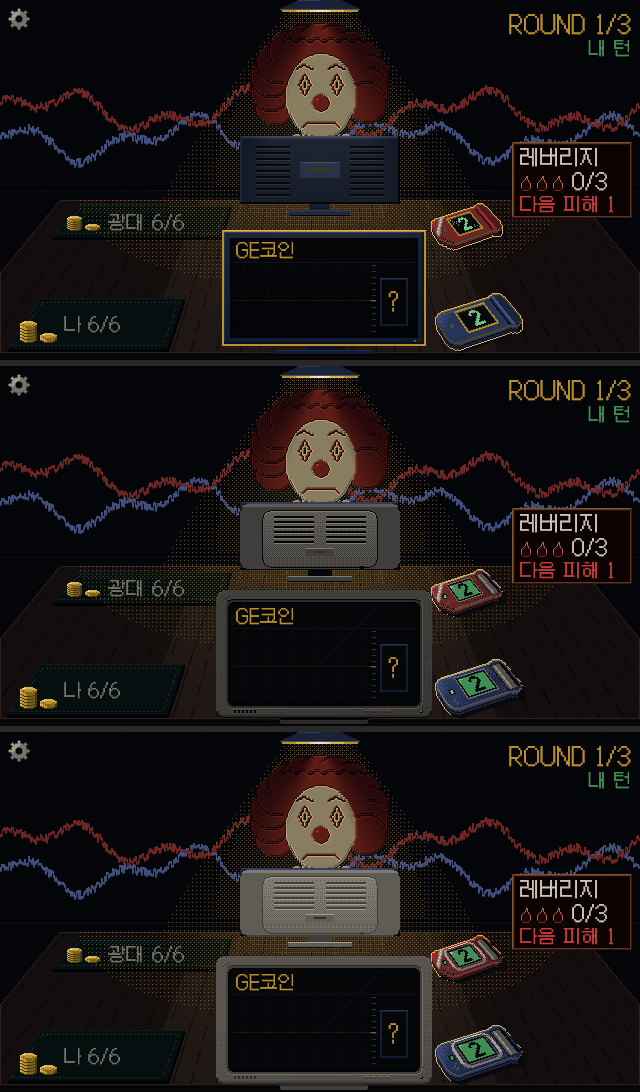 ROUND 1/3
내 턴
레버리지
0/3
다음 피해 1
광대 6/6
2
GE코인
?
나 6/6
2
ROUND 1/3
내 턴
레버리지
0/3
다음 피해 1
광대 6/6
2
GE코인
?
나 6/6
2
ROUND 1/3
내 턴
레버리지
0/3
다음 피해 1
광대 6/6
2
GE코인
?
나 6/6
2